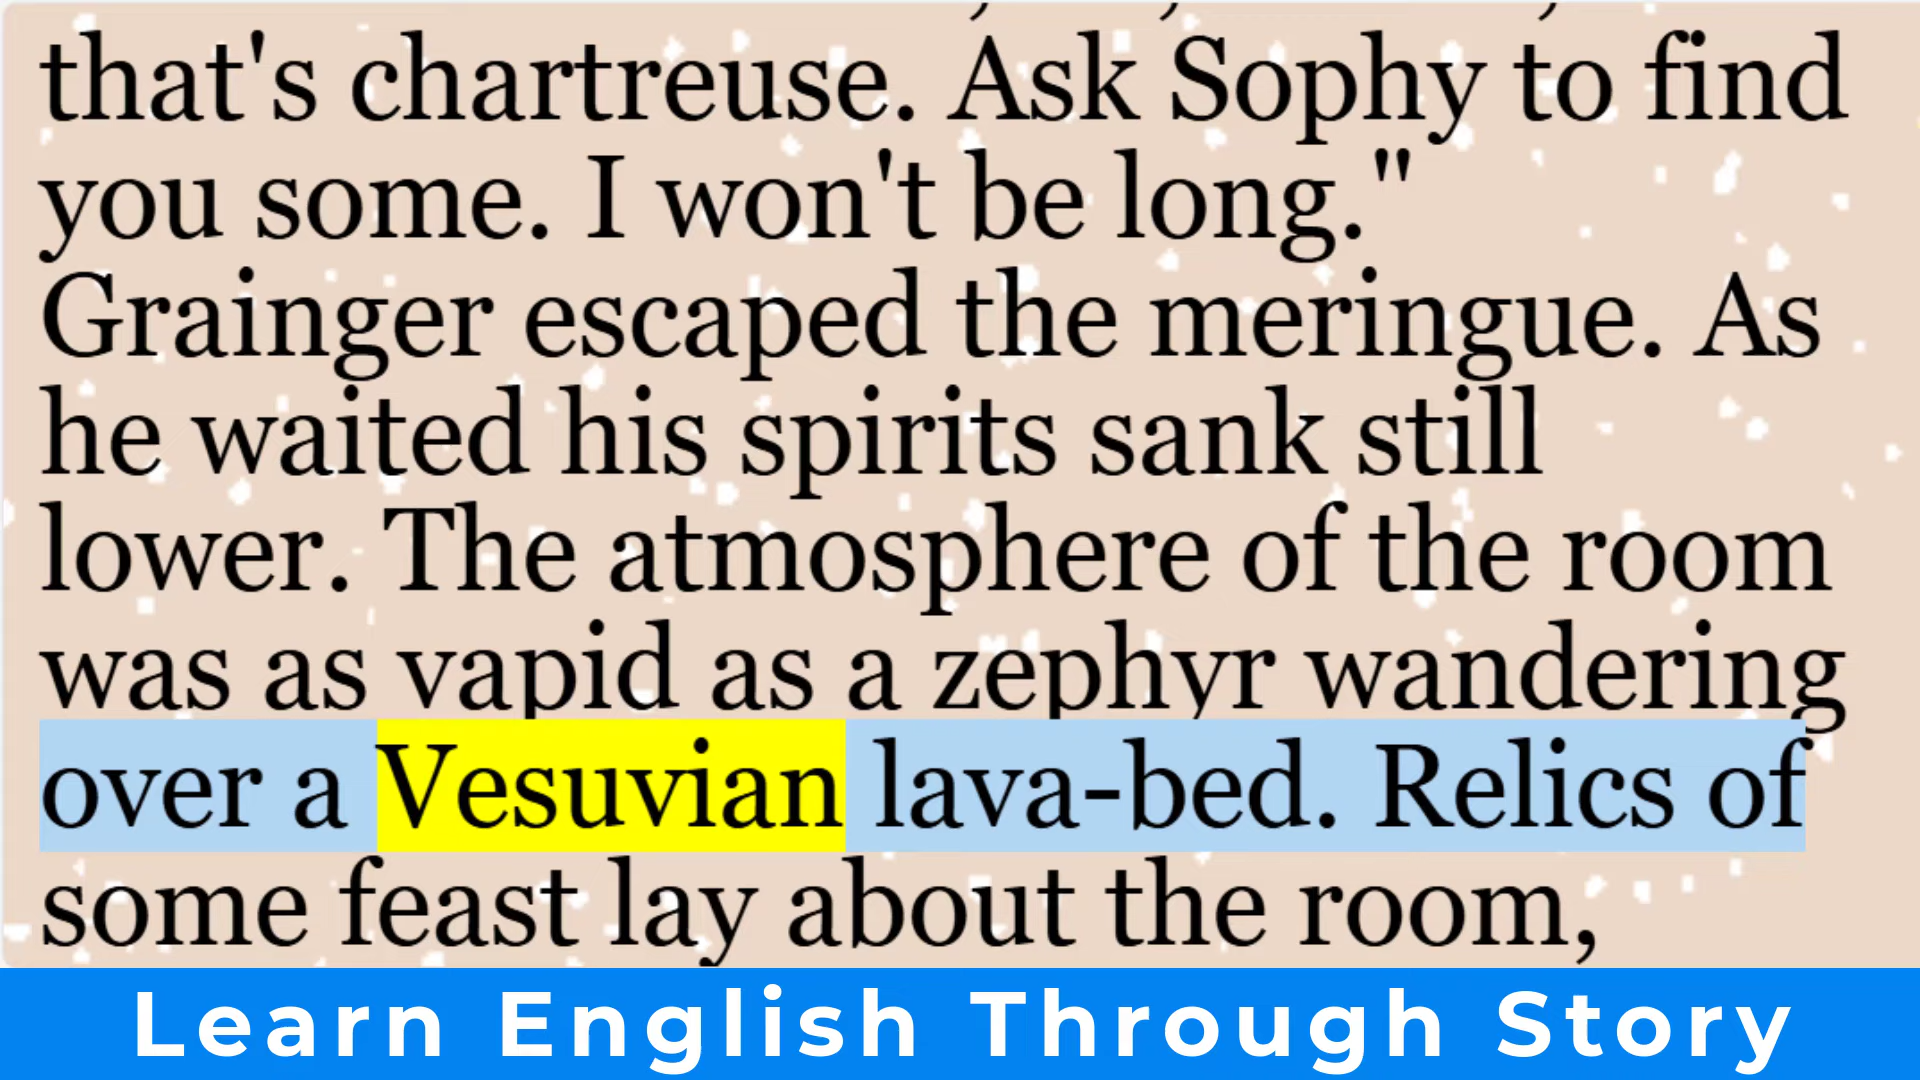 that's chartreuse. Ask Sophy to find
you some. I won't be long."
Grainger escaped the meringue. As
he waited his spirits sank still
lower. The atmosphere of the room
was as vapid as a zephyr wandering
over a Vesuvian lava-bed. Relics of
some feast lay about the room,
Learn English Through Story